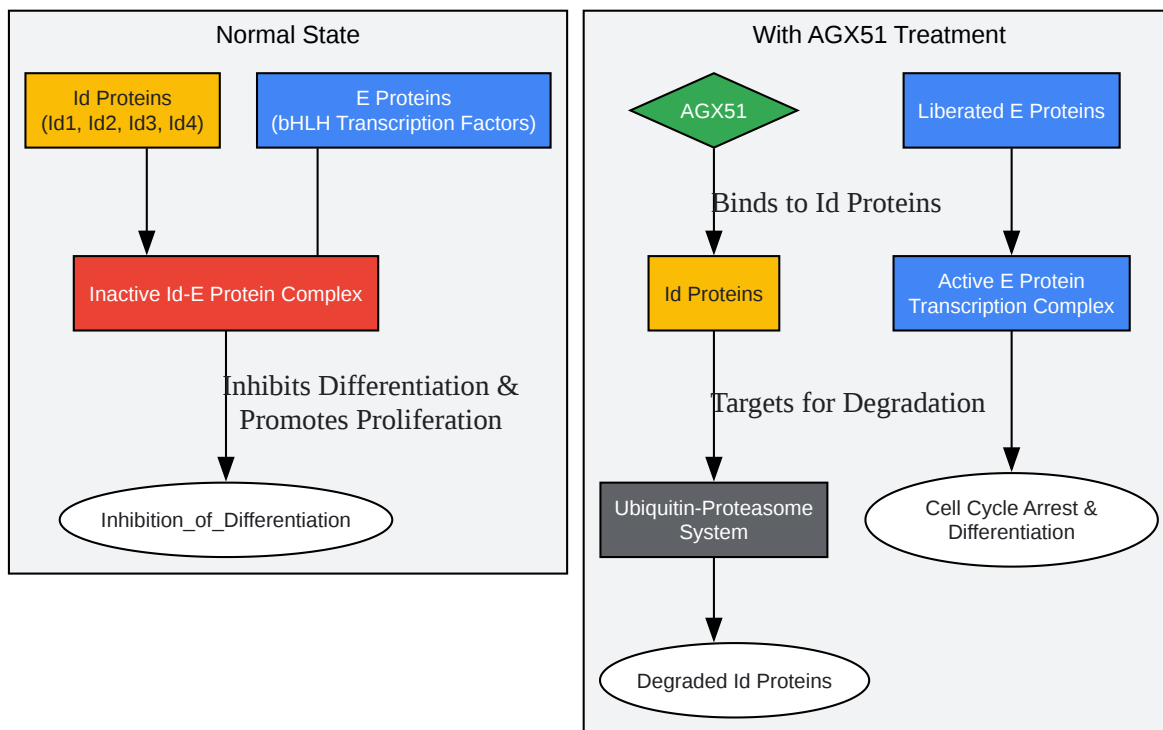 Normal State
Id Proteins
(Id1, Id2, Id3, Id4)
E Proteins
(bHLH Transcription Factors)
Inactive Id-E Protein Complex
Inhibits Differentiation &
Promotes Proliferation
Inhibition_of_Differentiation
With AGX51 Treatment
AGX51
Liberated E Proteins
Binds to Id Proteins
Id Proteins
Active E Protein
Transcription Complex
Targets for Degradation
Ubiquitin-Proteasome
System
Cell Cycle Arrest &
Differentiation
Degraded Id Proteins